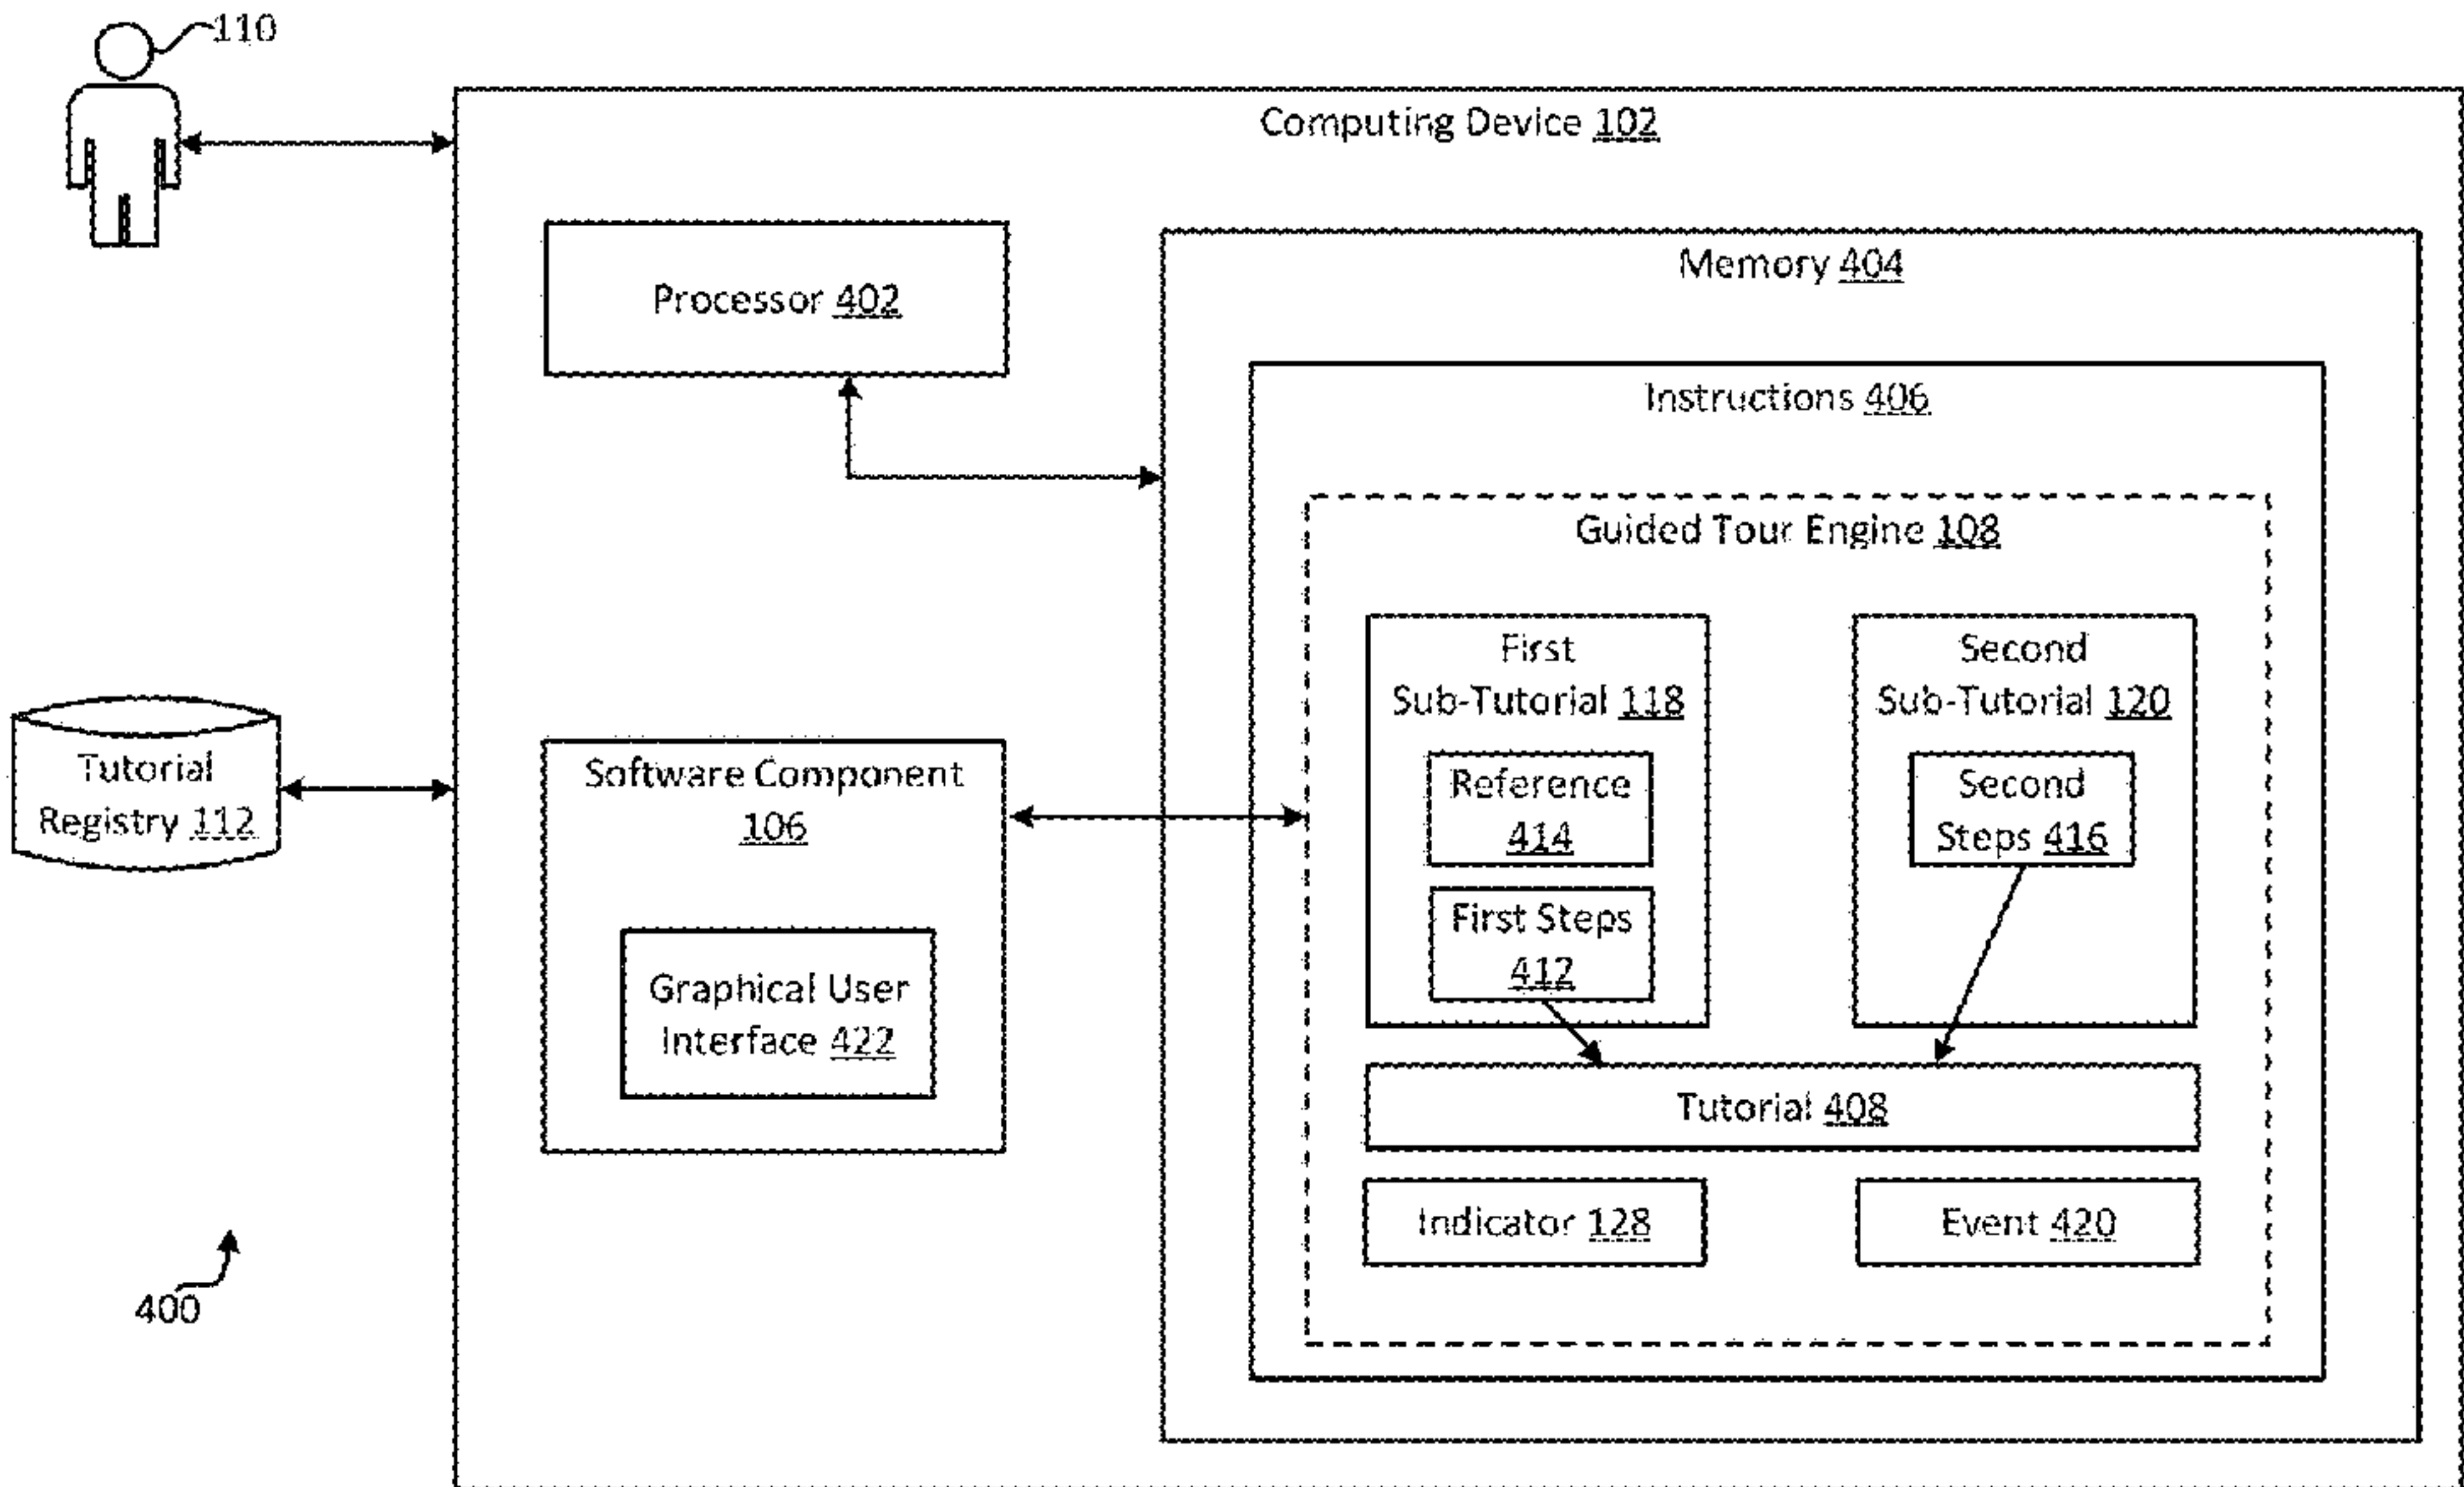 110
Computing Device 102
Processor 402
Memory 404
Instructions 406
Guided Tour Engine 108
First
Sub-Tutorial 118
Reference
414
First Steps
412
Second
Sub-Tutorial 120
Second
Steps 416
Tutorial 408
Indicator 128
Event 420
Software Component
106
Graphical User
Interface 422
Tutorial
Registry 112
400